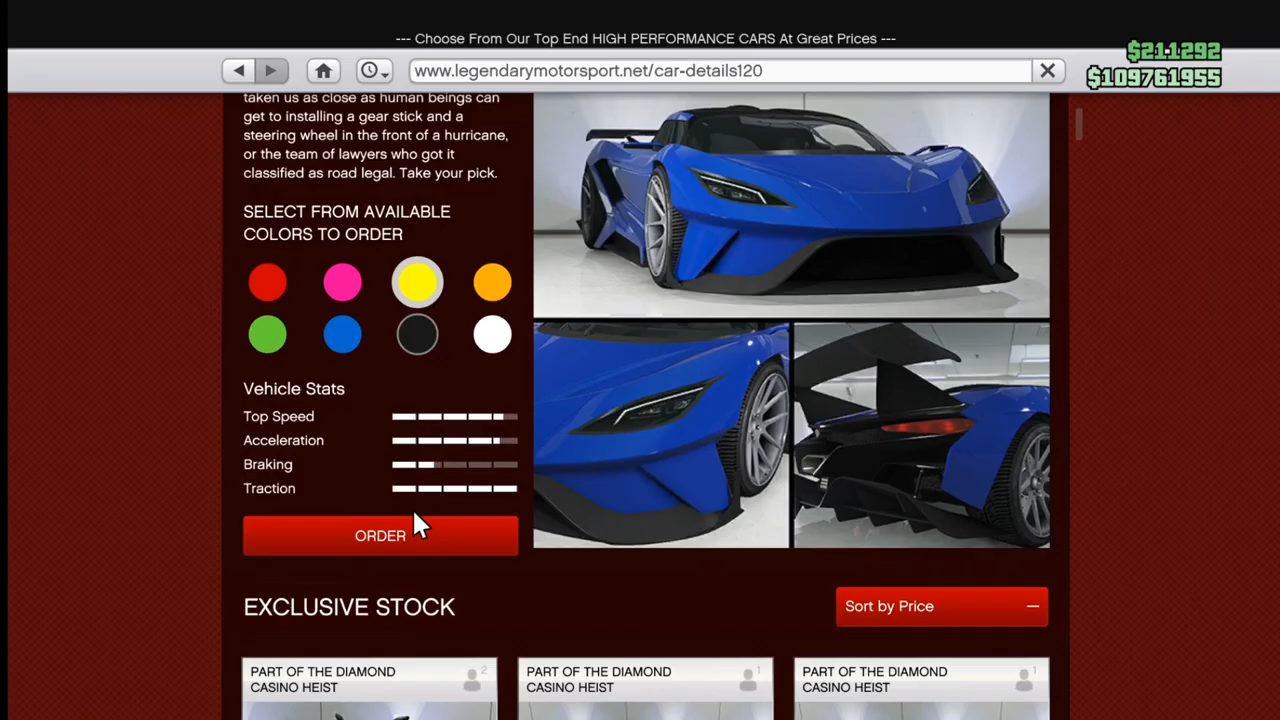 --- Choose From Our Top End HIGH PERFORMANCE CARS At Great Prices ---
$211292
www.legendarymotorsport.net/car-details120
$109761955
taken us as close as human beings can
get to installing a gear stick and a
steering wheel in the front of a hurricane,
or the team of lawyers who got it
classified as road legal. Take your pick.
SELECT FROM AVAILABLE
COLORS TO ORDER
Vehicle Stats
Top Speed
Acceleration
Braking
Traction
ORDER
EXCLUSIVE STOCK
Sort by Price
PART OF THE DIAMOND
CASINO HEIST
2
PART OF THE DIAMOND
CASINO HEIST
1
PART OF THE DIAMOND
CASINO HEIST
1